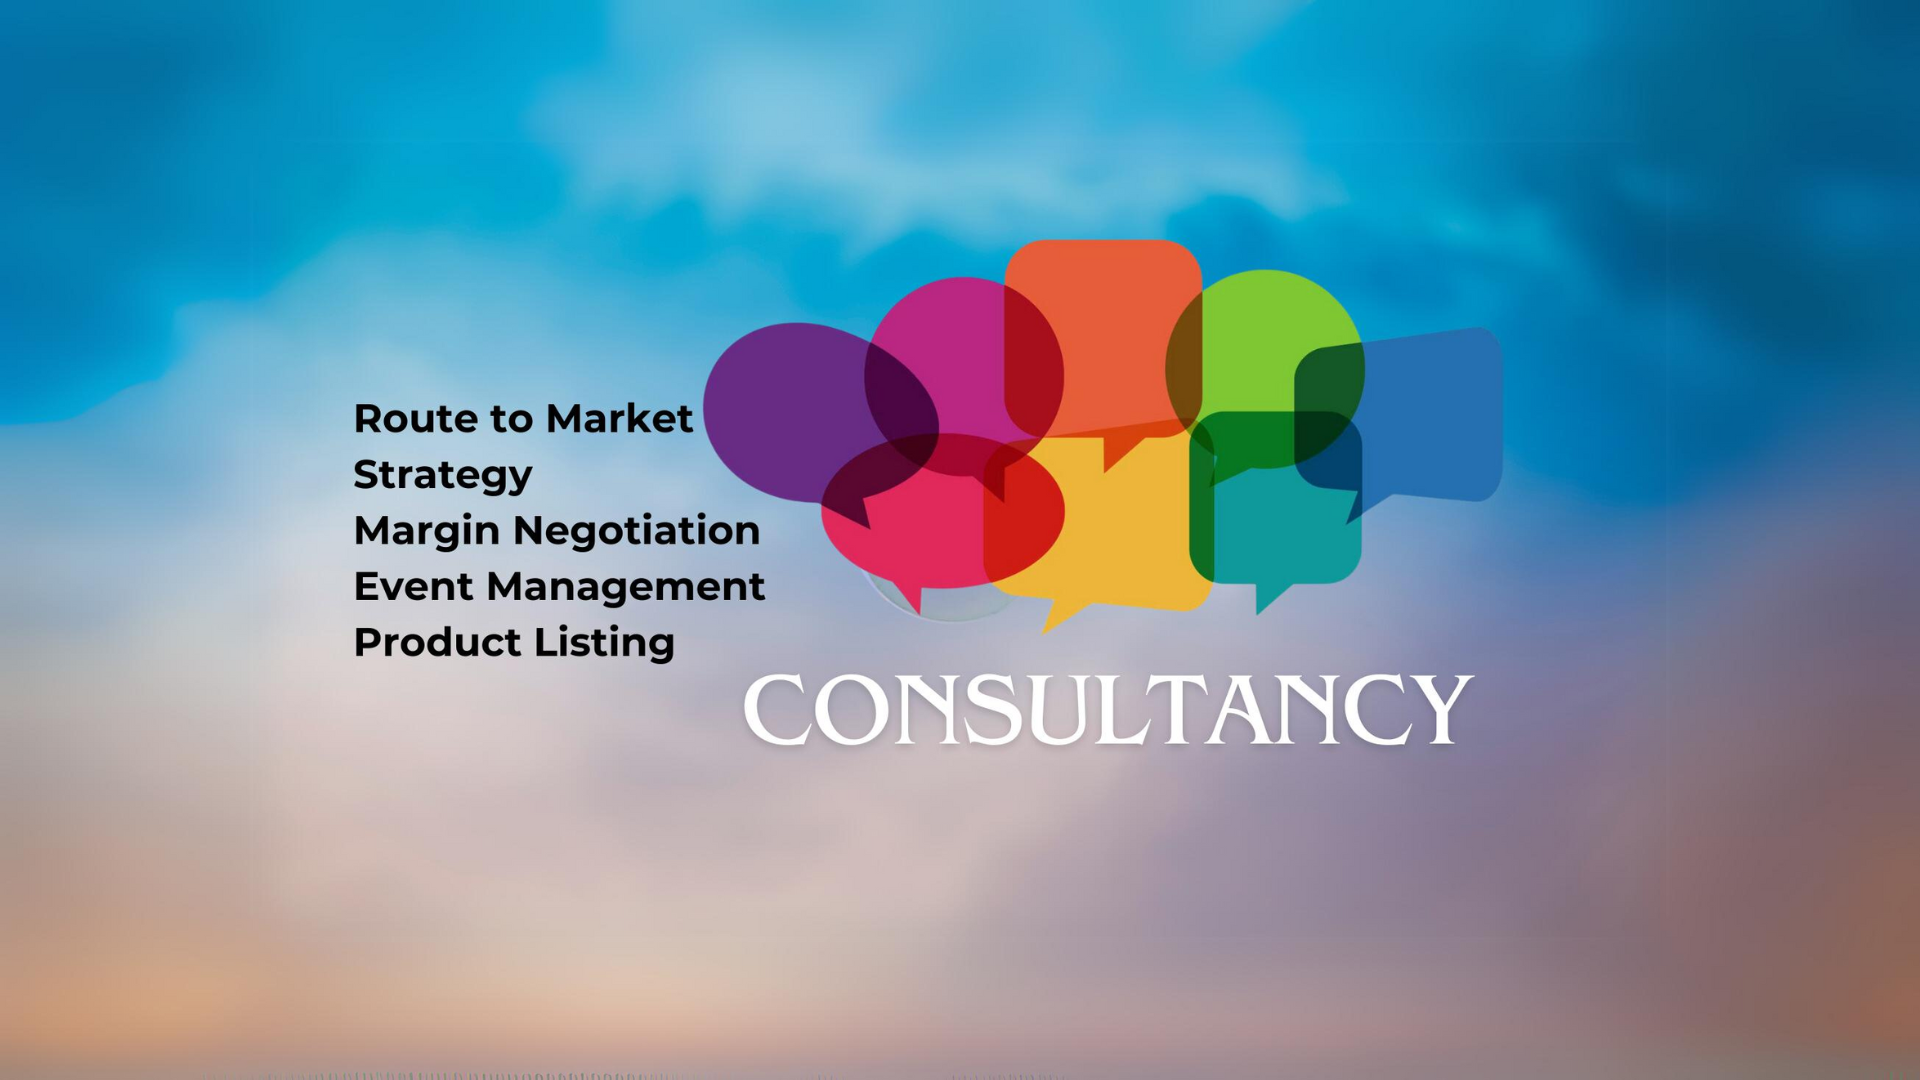 Route to Market
Strategy
Margin Negotiation
Event Management
Product Listing
CONSULTANCY